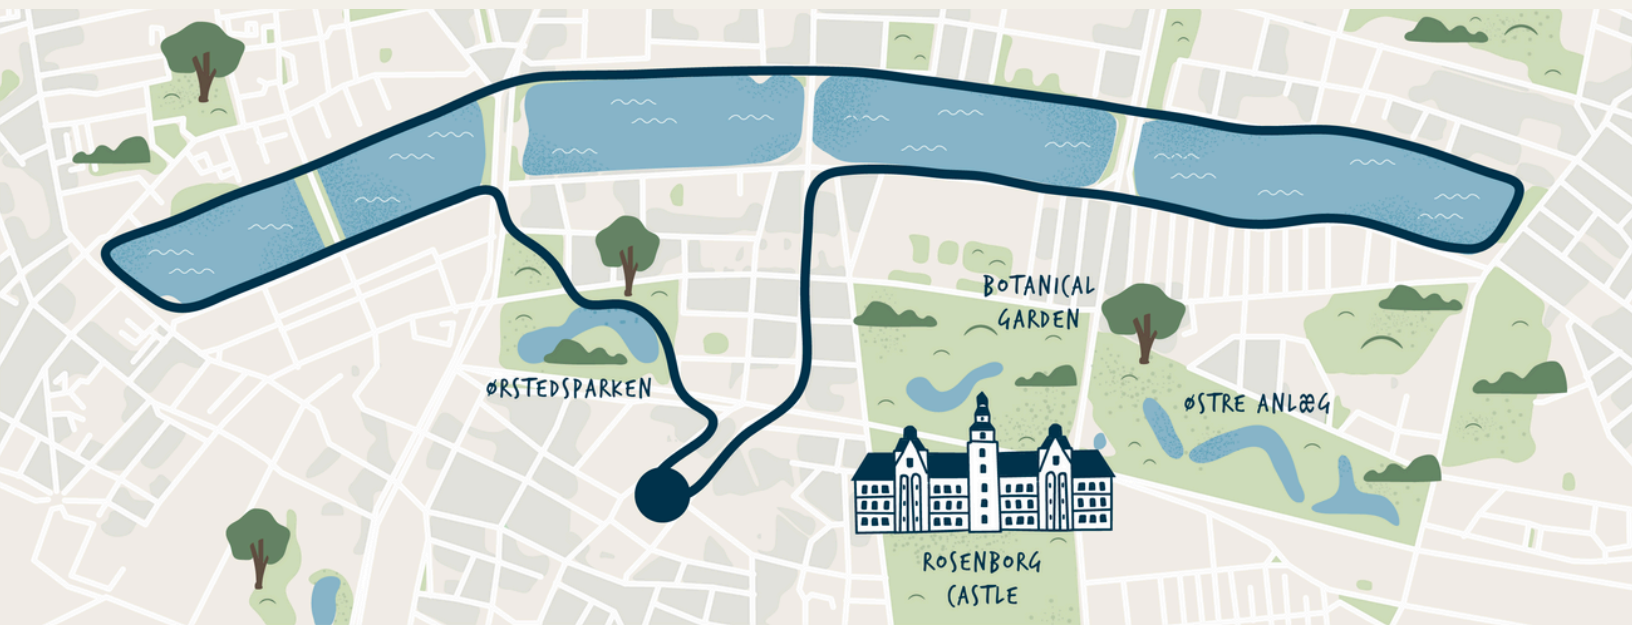 BOTANICAL
GARDEN
ØRSTEDSPARKEN
ØSTRE ANLÆG
ROSENBORG
CASTLE